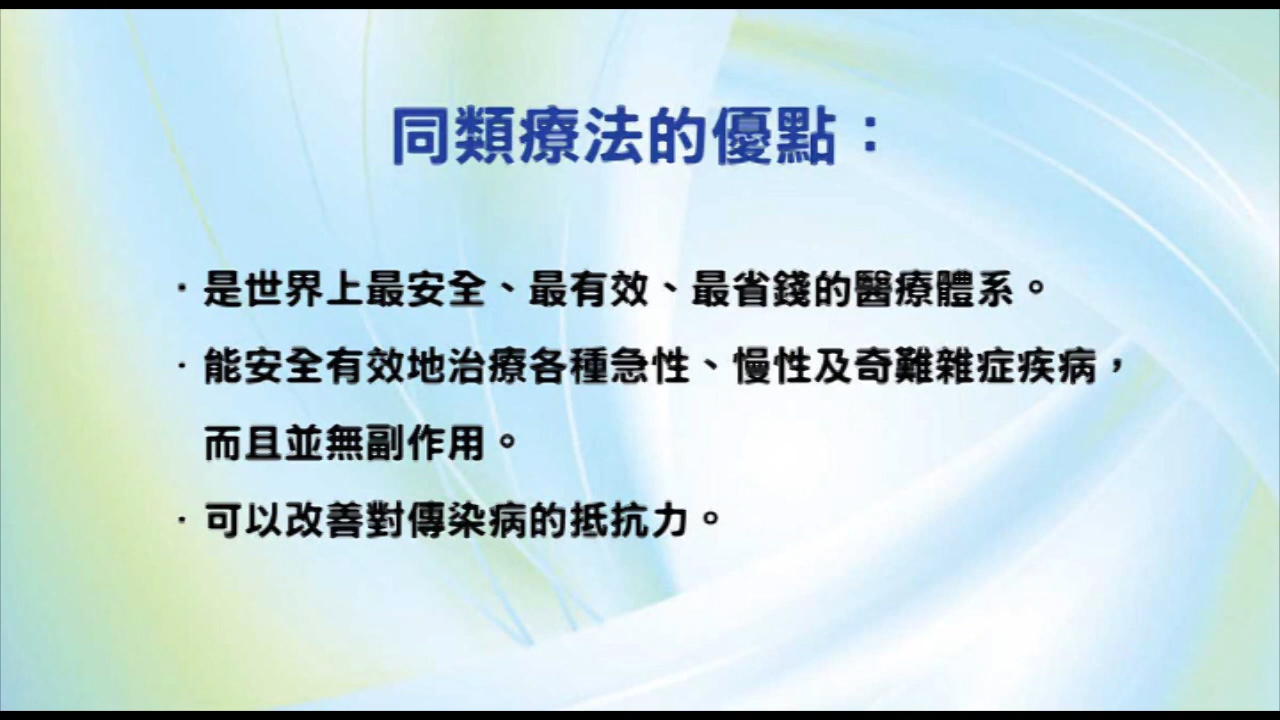 同類療法的優點：
·是世界上最安全、最有效、最省錢的醫療體系。
·能安全有效地治療各種急性、慢性及奇難雜症疾病，
而且並無副作用。
·可以改善對傳染病的抵抗力。